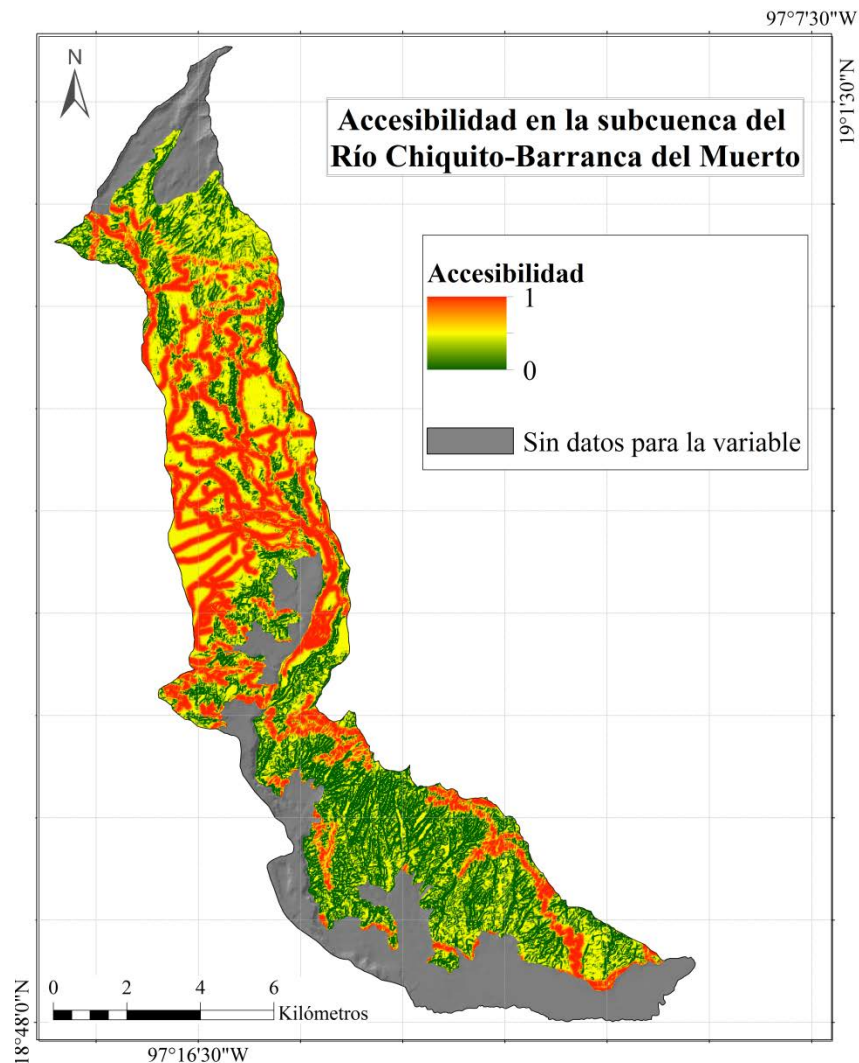 97°7'30"W
N
19°1'30"N
Accesibilidad en la subcuenca del
Río Chiquito-Barranca del Muerto
Accesibilidad
1
0
Sin datos para la variable
0 2 4 6
Kilómetros
18°48'0"N
97°16'30"W